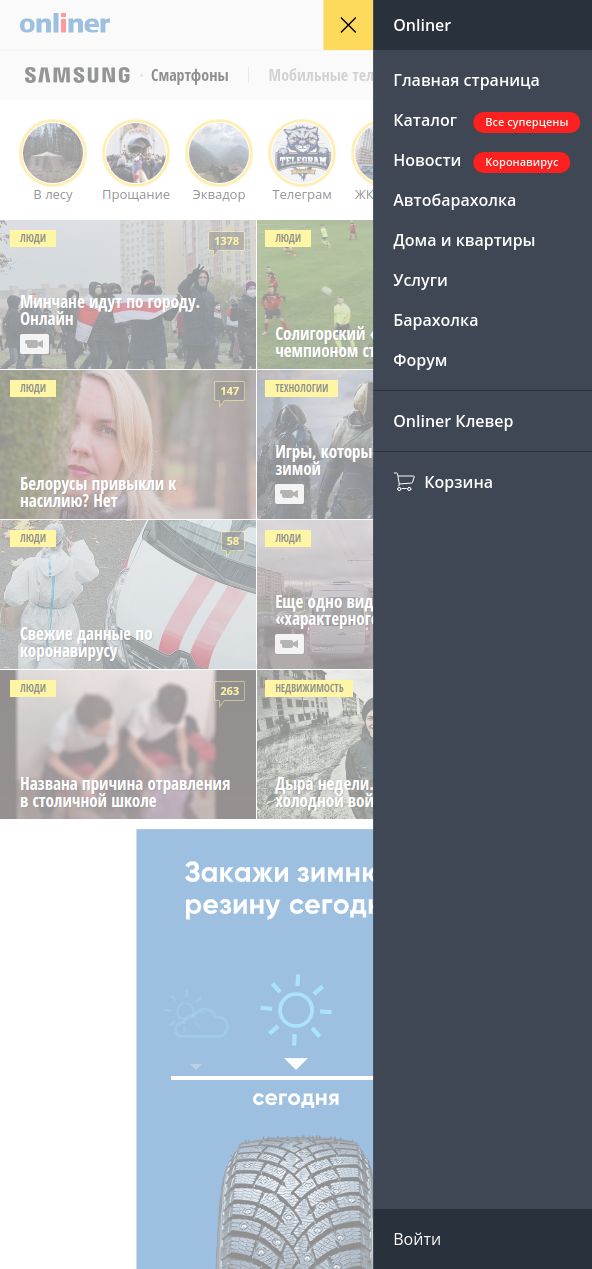 onliner
Onliner
SAMSUNG
Смартфоны
Мобильные тел
В лесу
Прощание
Эквадор
TELEGRAM
Телеграм
ЖК
ЛЮДИ
1378
Минчане идут по городу.
Онлайн
ЛЮДИ
Солигорский «
чемпионом ст
ЛЮДИ
147
Белорусы привыкли к
насилию? Нет
ТЕХНОЛОГИИ
Игры, которы
зимой
ЛЮДИ
58
Свежие данные по
коронавирусу
ЛЮДИ
Еще одно вид
«характерного
ЛЮДИ
263
Названа причина отравления
в столичной школе
НЕДВИЖИМОСТЬ
Дыра недели.
холодной вой
Закажи зимню
резину сегодн
сегодня
Главная страница
Каталог
Все суперцены
Новости
Коронавирус
Автобарахолка
Дома и квартиры
Услуги
Барахолка
Форум
Onliner Клевер
Корзина
Войти